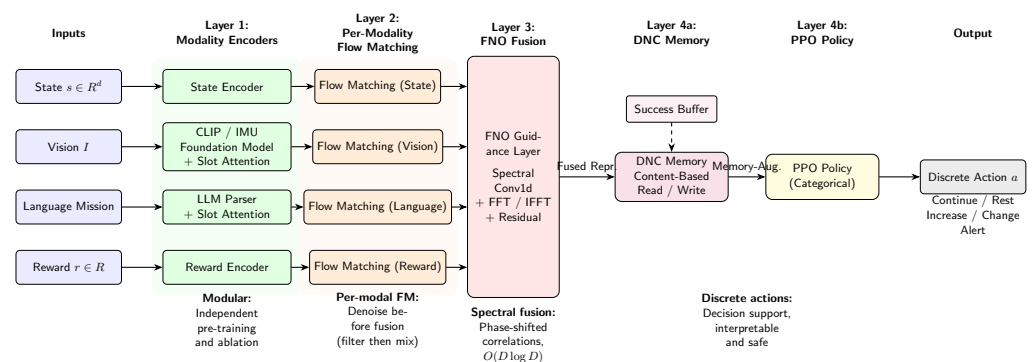 Inputs
Layer 1:
Modality Encoders
Layer 2:
Per-Modality
Flow Matching
Layer 3:
FNO Fusion
Layer 4a:
DNC Memory
Layer 4b:
PPO Policy
Output
State s ∈ R^d
State Encoder
Flow Matching (State)
Vision I
CLIP / IMU
Foundation Model
+ Slot Attention
Flow Matching (Vision)
Language Mission
LLM Parser
+ Slot Attention
Flow Matching (Language)
Reward r ∈ R
Reward Encoder
Flow Matching (Reward)
FNO Guid-
ance Layer
Spectral
Conv1d
+ FFT / IFFT
+ Residual
Fused Repr.
Success Buffer
DNC Memory
Content-Based
Read / Write
Memory-Aug.
PPO Policy
(Categorical)
Discrete Action a
Continue / Rest
Increase / Change
Alert
Modular:
Independent
pre-training
and ablation
Per-modal FM:
Denoise be-
fore fusion
(filter then mix)
Spectral fusion:
Phase-shifted
correlations,
O(D log D)
Discrete actions:
Decision support,
interpretable
and safe